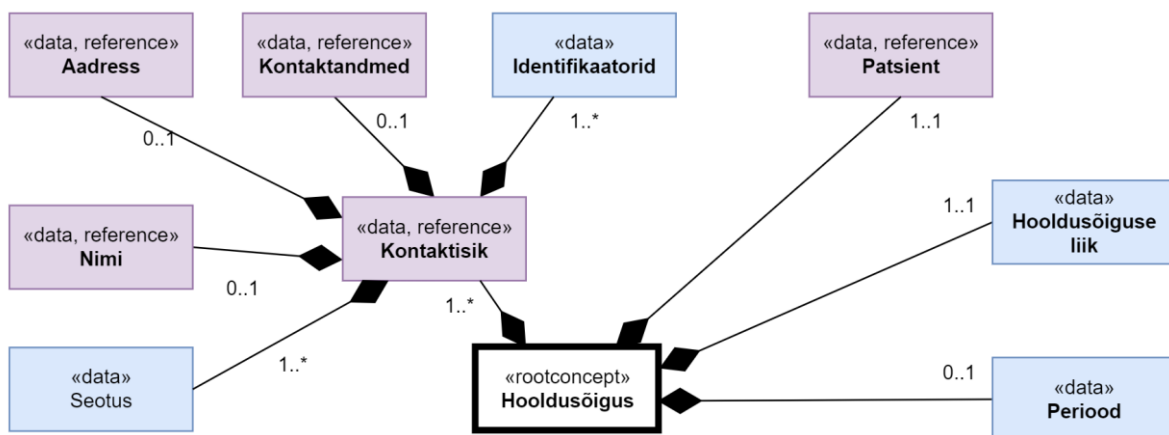 «data, reference»
Aadress
«data, reference»
Kontaktandmed
«data»
Identifikaatorid
«data, reference»
Patsient
0..1
0..1
1..*
1..1
«data, reference»
Nimi
0..1
«data, reference»
Kontaktisik
1..*
1..1
«data»
Hooldusõiguse
liik
«data»
Seotus
1..*
«rootconcept»
Hooldusõigus
0..1
«data»
Periood